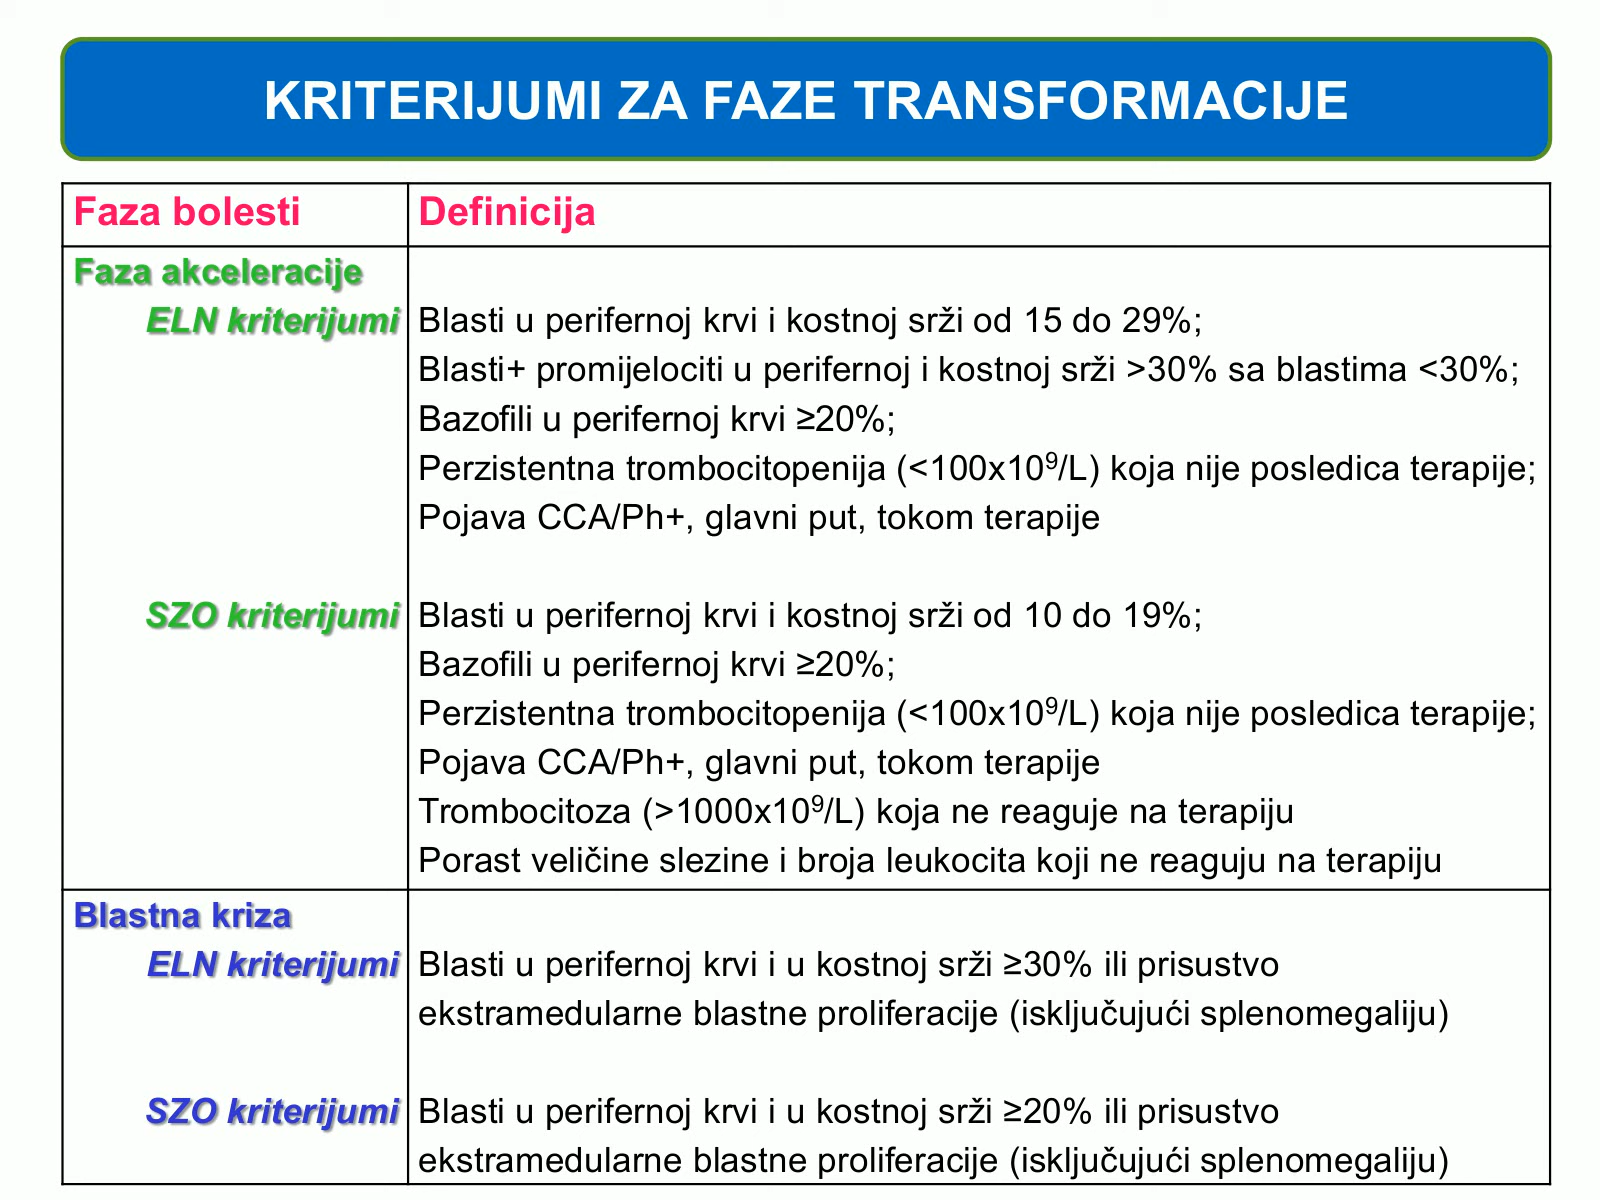 KRITERIJUMI ZA FAZE TRANSFORMACIJE
Faza bolesti
Definicija
Faza akceleracije
ELN kriterijumi
Blasti u perifernoj krvi i kostnoj srži od 15 do 29%;
Blasti+ promijelociti u perifernoj i kostnoj srži >30% sa blastima <30%;
Bazofili u perifernoj krvi ≥20%;
Perzistentna trombocitopenija (<100x10⁹/L) koja nije posledica terapije;
Pojava CCA/Ph+, glavni put, tokom terapije
SZO kriterijumi
Blasti u perifernoj krvi i kostnoj srži od 10 do 19%;
Bazofili u perifernoj krvi ≥20%;
Perzistentna trombocitopenija (<100x10⁹/L) koja nije posledica terapije;
Pojava CCA/Ph+, glavni put, tokom terapije
Trombocitoza (>1000x10⁹/L) koja ne reaguje na terapiju
Porast veličine slezine i broja leukocita koji ne reaguju na terapiju
Blastna kriza
ELN kriterijumi
Blasti u perifernoj krvi i u kostnoj srži ≥30% ili prisustvo
ekstramedularne blastne proliferacije (isključujući splenomegaliju)
SZO kriterijumi
Blasti u perifernoj krvi i u kostnoj srži ≥20% ili prisustvo
ekstramedularne blastne proliferacije (isključujući splenomegaliju)